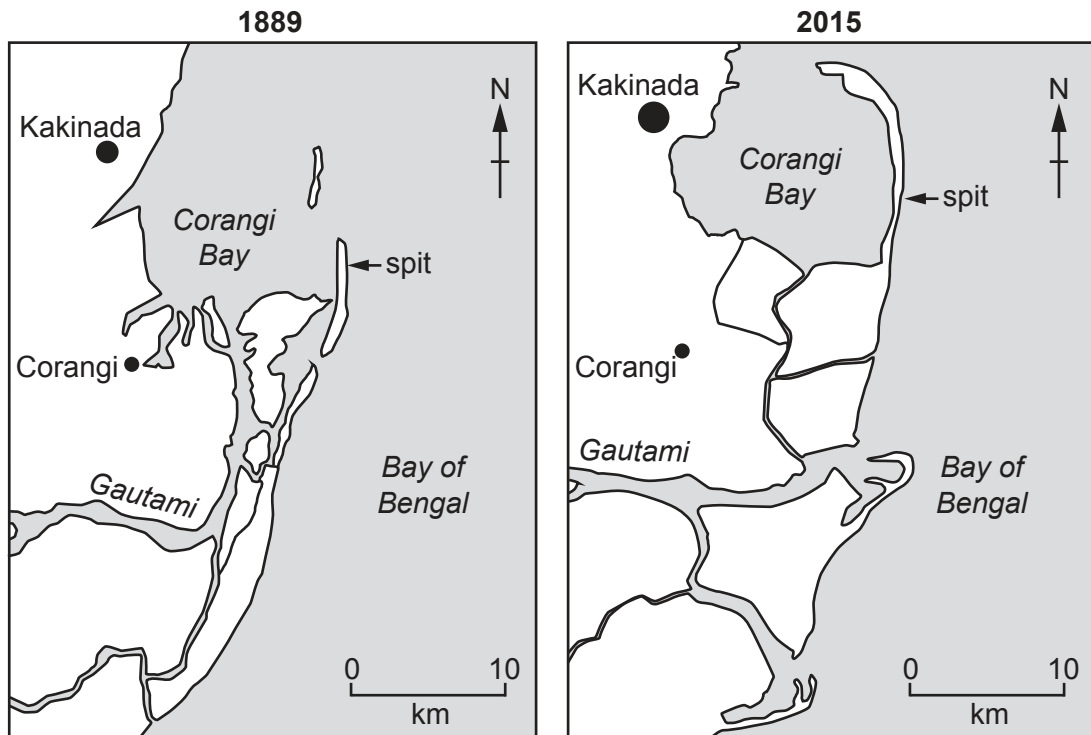 1889
N
Kakinada
Corangi
Bay
spit
Corangi
Gautami
Bay of
Bengal
0 10
km
2015
N
Kakinada
Corangi
Bay
spit
Corangi
Gautami
Bay of
Bengal
0 10
km